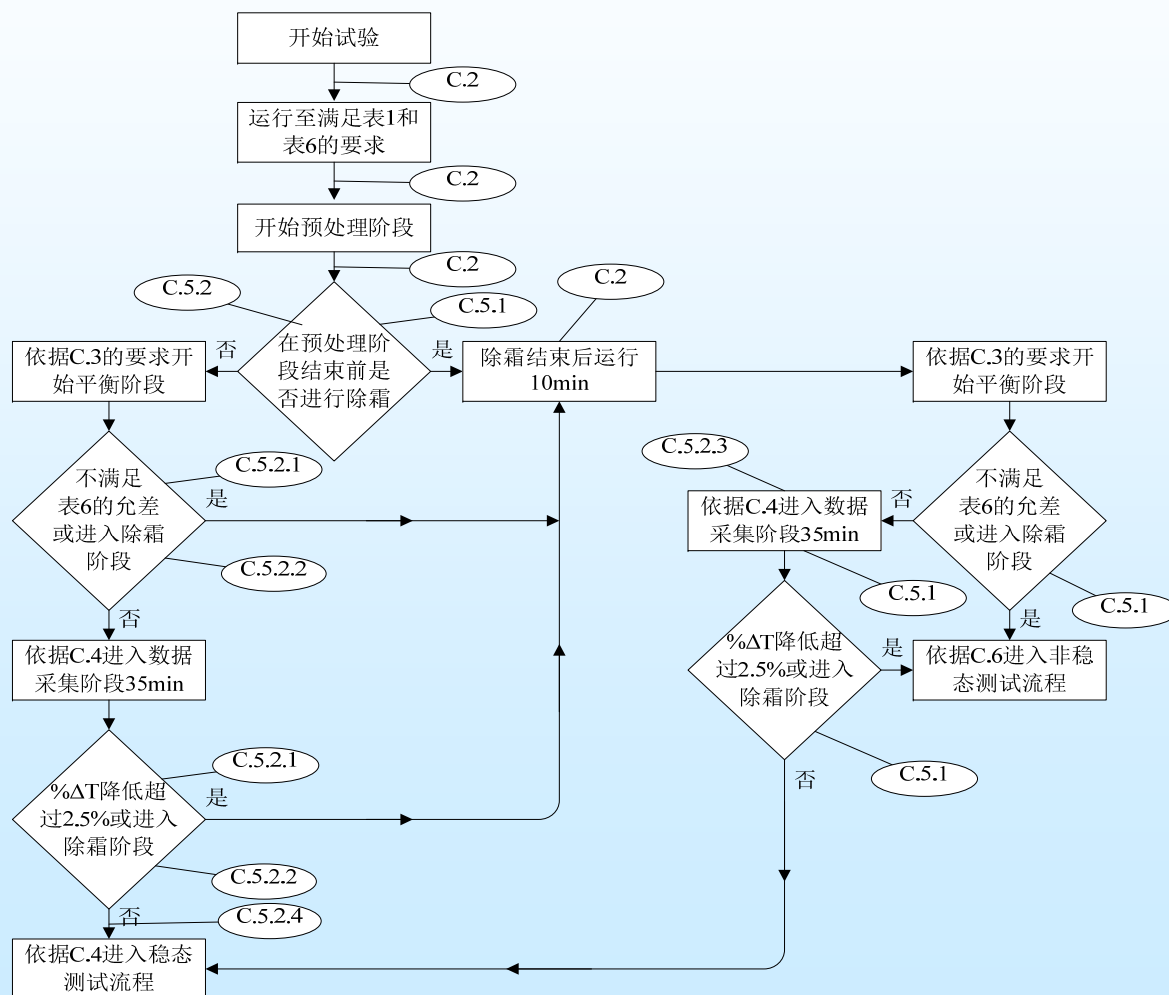 开始试验
C.2
运行至满足表1和
表6的要求
C.2
开始预处理阶段
C.2
C.5.2
C.5.1
C.2
在预处理阶
段结束前是
否进行除霜
否
是
依据C.3的要求开
始平衡阶段
除霜结束后运行
10min
依据C.3的要求开
始平衡阶段
不满足
表6的允差
或进入除霜
阶段
C.5.2.1
是
C.5.2.2
否
C.5.2.3
依据C.4进入数据
采集阶段35min
否
不满足
表6的允差
或进入除霜
阶段
C.5.1
C.5.1
是
依据C.4进入数据
采集阶段35min
%ΔT降低超
过2.5%或进入
除霜阶段
是
依据C.6进入非稳
态测试流程
C.5.1
否
%ΔT降低超
过2.5%或进入
除霜阶段
C.5.2.1
是
C.5.2.2
否
C.5.2.4
依据C.4进入稳态
测试流程